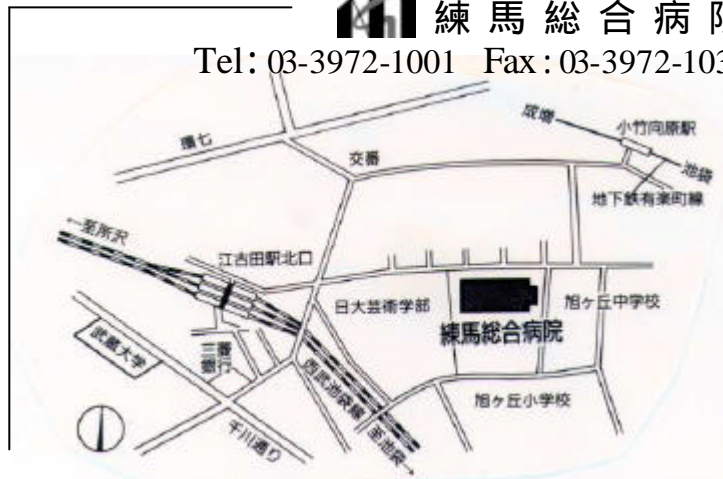 練馬総合病院
Tel: 03-3972-1001 Fax : 03-3972-103
成増
小竹向原駅
環七
交番
池袋
地下鉄有楽町線
←至所沢
江古田駅北口
日大芸術学部
旭ヶ丘中学校
練馬総合病院
武蔵大学
三菱
銀行
西武池袋線
至池袋→
旭ヶ丘小学校
千川通り